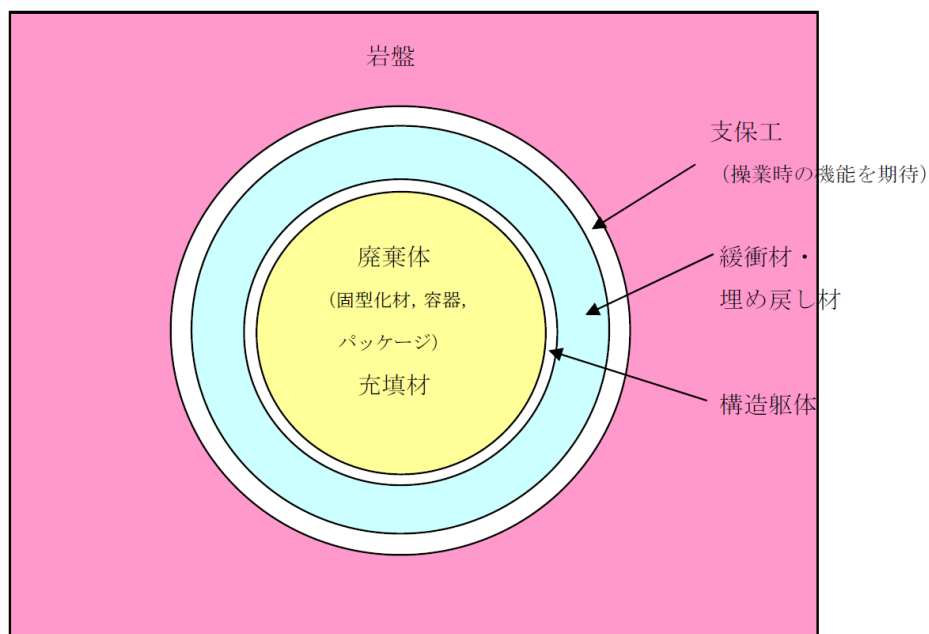 岩盤
支保工
（操業時の機能を期待）
廃棄体
（固型化材, 容器,
パッケージ）
充填材
緩衝材・
埋め戻し材
構造躯体